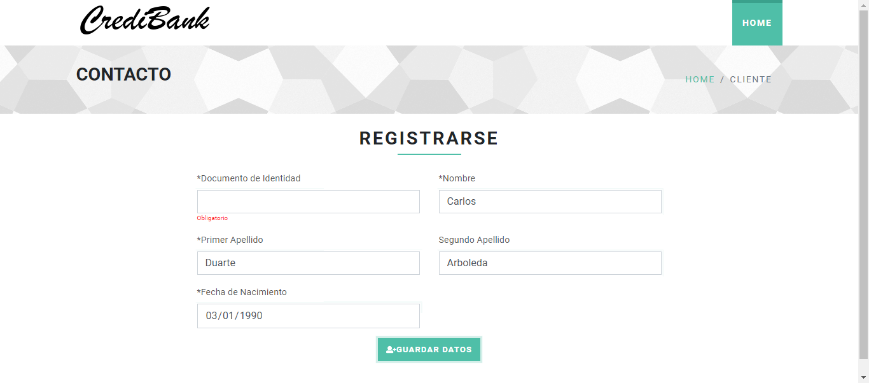 CrediBank
HOME
CONTACTO
HOME / CLIENTE
REGISTRARSE
*Documento de Identidad
*Nombre
Carlos
Obligatorio
*Primer Apellido
Segundo Apellido
Duarte
Arboleda
*Fecha de Nacimiento
03/01/1990
GUARDAR DATOS